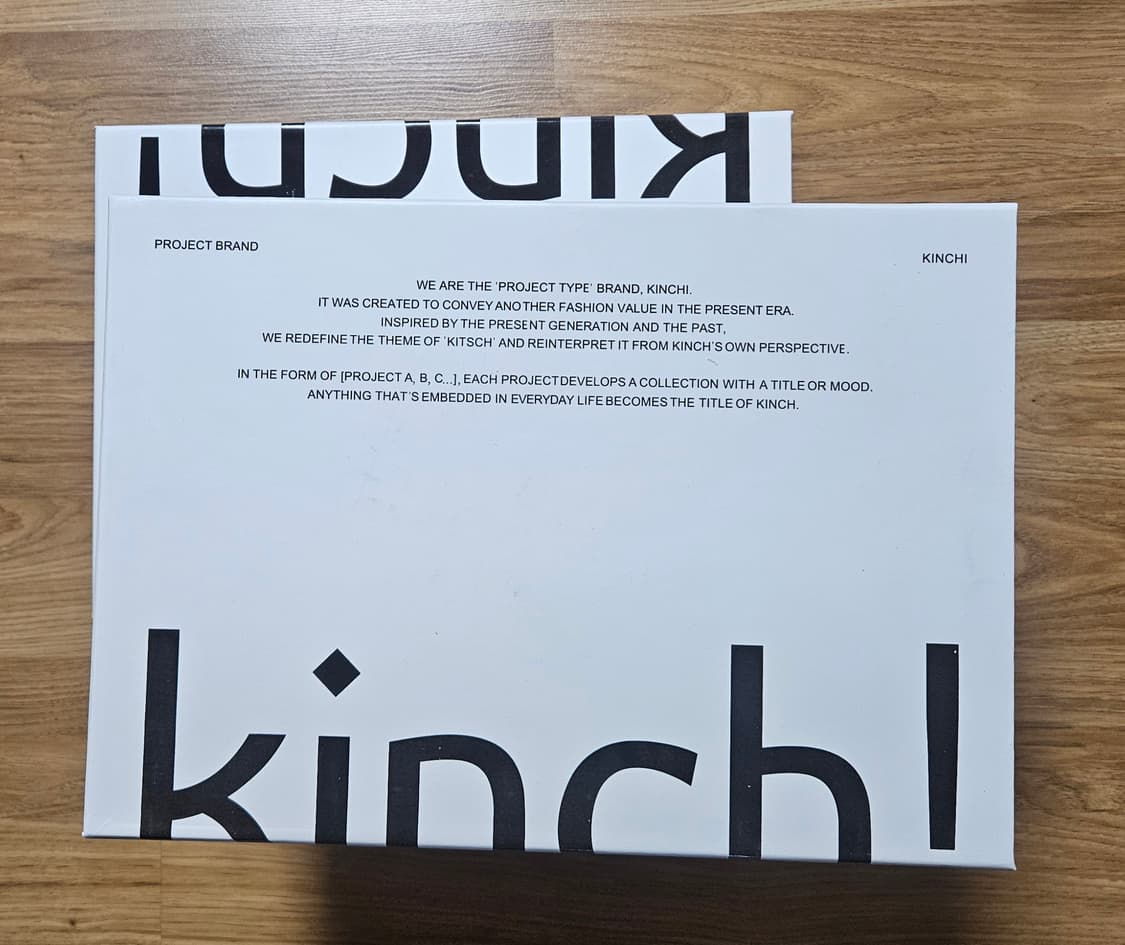 kinch!
PROJECT BRAND
KINCHI
WE ARE THE 'PROJECT TYPE' BRAND, KINCHI.
IT WAS CREATED TO CONVEY ANOTHER FASHION VALUE IN THE PRESENT ERA.
INSPIRED BY THE PRESENT GENERATION AND THE PAST,
WE REDEFINE THE THEME OF 'KITSCH' AND REINTERPRET IT FROM KINCH'S OWN PERSPECTIVE.
IN THE FORM OF [PROJECT A, B, C...], EACH PROJECT DEVELOPS A COLLECTION WITH A TITLE OR MOOD.
ANYTHING THAT'S EMBEDDED IN EVERYDAY LIFE BECOMES THE TITLE OF KINCH.
kinch!